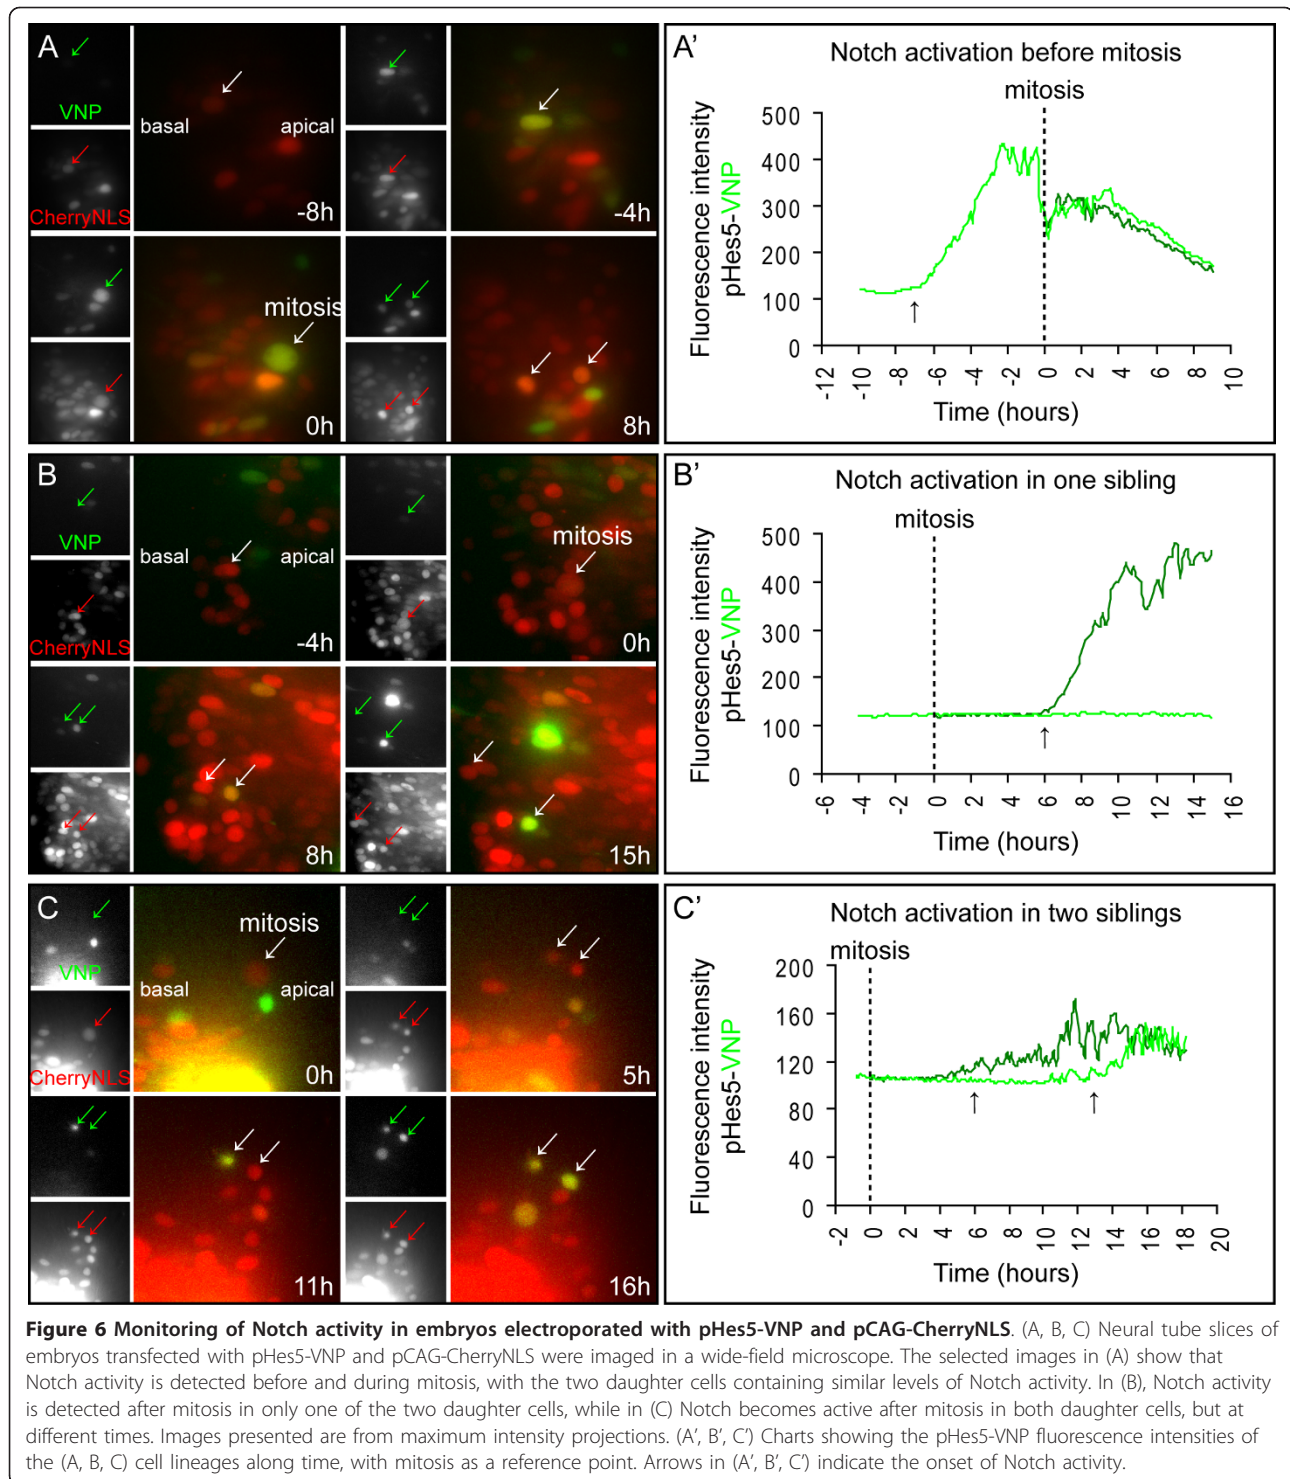 A
VNP
CherryNLS
basal
apical
-8h
-4h
mitosis
0h
8h
A’
Notch activation before mitosis
mitosis
Fluorescence intensity
pHes5-VNP
500
400
300
200
100
0
-12 -10 -8 -6 -4 -2 0 2 4 6 8 10
Time (hours)
B
VNP
CherryNLS
basal
apical
-4h
mitosis
0h
8h
15h
B’
Notch activation in one sibling
mitosis
Fluorescence intensity
pHes5-VNP
500
400
300
200
100
0
-6 -4 -2 0 2 4 6 8 10 12 14 16
Time (hours)
C
VNP
CherryNLS
mitosis
basal
apical
0h
5h
11h
16h
C’
Notch activation in two siblings
mitosis
Fluorescence intensity
pHes5-VNP
200
160
120
80
40
0
-2 0 2 4 6 8 10 12 14 16 18 20
Time (hours)
Figure 6 Monitoring of Notch activity in embryos electroporated with pHes5-VNP and pCAG-CherryNLS. (A, B, C) Neural tube slices of
embryos transfected with pHes5-VNP and pCAG-CherryNLS were imaged in a wide-field microscope. The selected images in (A) show that
Notch activity is detected before and during mitosis, with the two daughter cells containing similar levels of Notch activity. In (B), Notch activity
is detected after mitosis in only one of the two daughter cells, while in (C) Notch becomes active after mitosis in both daughter cells, but at
different times. Images presented are from maximum intensity projections. (A’, B’, C’) Charts showing the pHes5-VNP fluorescence intensities of
the (A, B, C) cell lineages along time, with mitosis as a reference point. Arrows in (A’, B’, C’) indicate the onset of Notch activity.